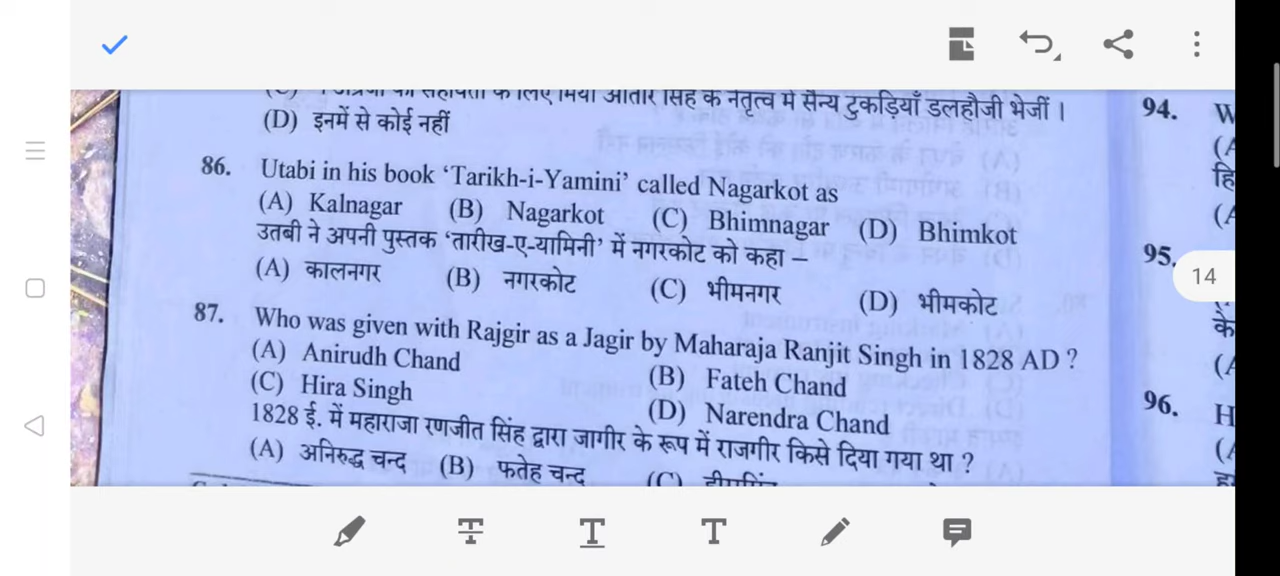 (D) इनमें से कोई नहीं
की सहायता के लिए मियां सिंह के नेतृत्व में सैन्य टुकड़ियाँ डलहौजी भेजीं ।
86. Utabi in his book ‘Tarikh-i-Yamini’ called Nagarkot as
(A) Kalnagar (B) Nagarkot (C) Bhimnagar (D) Bhimkot
उतबी ने अपनी पुस्तक ‘तारीख-ए-यामिनी’ में नगरकोट को कहा –
(A) कालनगर (B) नगरकोट (C) भीमनगर (D) भीमकोट
87. Who was given with Rajgir as a Jagir by Maharaja Ranjit Singh in 1828 AD ?
(A) Anirudh Chand (B) Fateh Chand
(C) Hira Singh (D) Narendra Chand
1828 ई. में महाराजा रणजीत सिंह द्वारा जागीर के रूप में राजगीर किसे दिया गया था ?
(A) अनिरुद्ध चन्द (B) फतेह चन्द (C)
94. W
(A
हि
(A
95.
14
के
(A
96. H
(A
T T